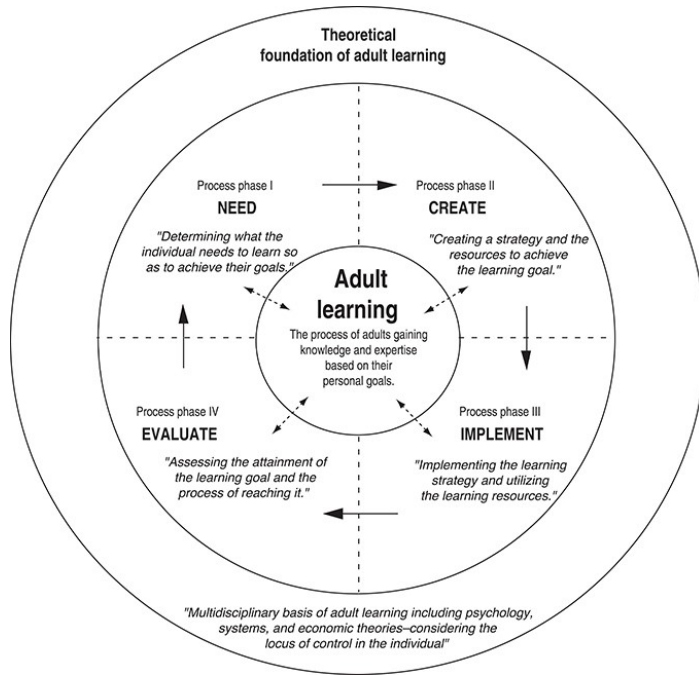 Theoretical
foundation of adult learning
Process phase I
NEED
"Determining what the
individual needs to learn so
as to achieve their goals."
Process phase II
CREATE
"Creating a strategy and the
resources to achieve
the learning goal."
Adult
learning
The process of adults gaining
knowledge and expertise
based on their
personal goals.
Process phase IV
EVALUATE
"Assessing the attainment of
the learning goal and the
process of reaching it."
Process phase III
IMPLEMENT
"Implementing the learning
strategy and utilizing
the learning resources."
"Multidisciplinary basis of adult learning including psychology,
systems, and economic theories–considering the
locus of control in the individual"